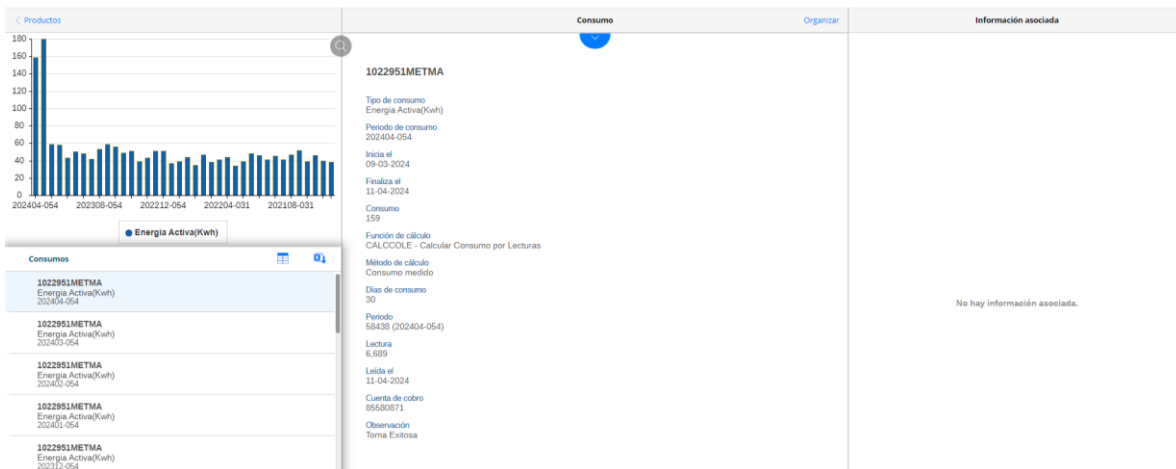 Productos
Consumo
Organizar
Información asociada
180
160
140
120
100
80
60
40
20
0
202404-054
202308-054
202212-054
202204-031
202108-031
Energia Activa(Kwh)
Consumos
1022951METMA
Energia Activa(Kwh)
202404-054
1022951METMA
Energia Activa(Kwh)
202403-054
1022951METMA
Energia Activa(Kwh)
202402-054
1022951METMA
Energia Activa(Kwh)
202401-054
1022951METMA
Energia Activa(Kwh)
202312-054
1022951METMA
Tipo de consumo
Energia Activa(Kwh)
Periodo de consumo
202404-054
Inicia el
09-03-2024
Finaliza el
11-04-2024
Consumo
159
Función de cálculo
CALCCOLE - Calcular Consumo por Lecturas
Método de cálculo
Consumo medido
Días de consumo
30
Periodo
58438 (202404-054)
Lectura
6,689
Leída el
11-04-2024
Cuenta de cobro
85580871
Observación
Toma Exitosa
No hay información asociada.